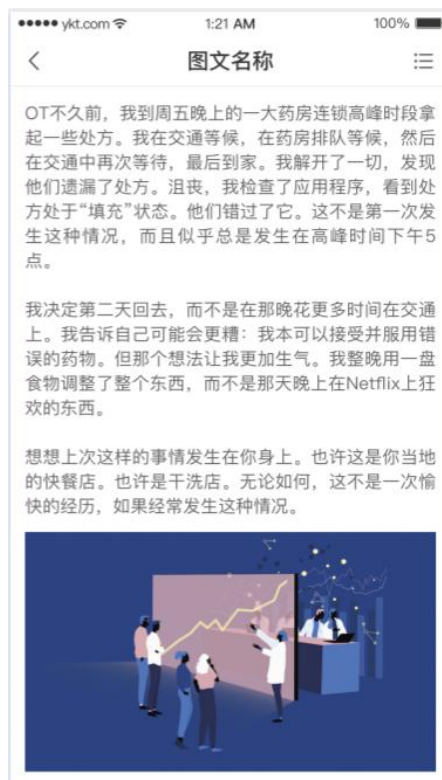 ykt.com 1:21 AM 100%
图文名称
OT不久前，我到周五晚上的一大药房连锁高峰时段拿
起一些处方。我在交通等候，在药房排队等候，然后
在交通中再次等待，最后到家。我解开了一切，发现
他们遗漏了处方。沮丧，我检查了应用程序，看到处
方处于“填充”状态。他们错过了它。这不是第一次发
生这种情况，而且似乎总是发生在高峰时间下午5
点。
我决定第二天回去，而不是在那晚花更多时间在交通
上。我告诉自己可能会更糟：我本可以接受并服用错
误的药物。但那个想法让我更加生气。我整晚用一盘
食物调整了整个东西，而不是那天晚上在Netflix上狂
欢的东西。
想想上次这样的事情发生在你身上。也许这是你当地
的快餐店。也许是干洗店。无论如何，这不是一次愉
快的经历，如果经常发生这种情况。